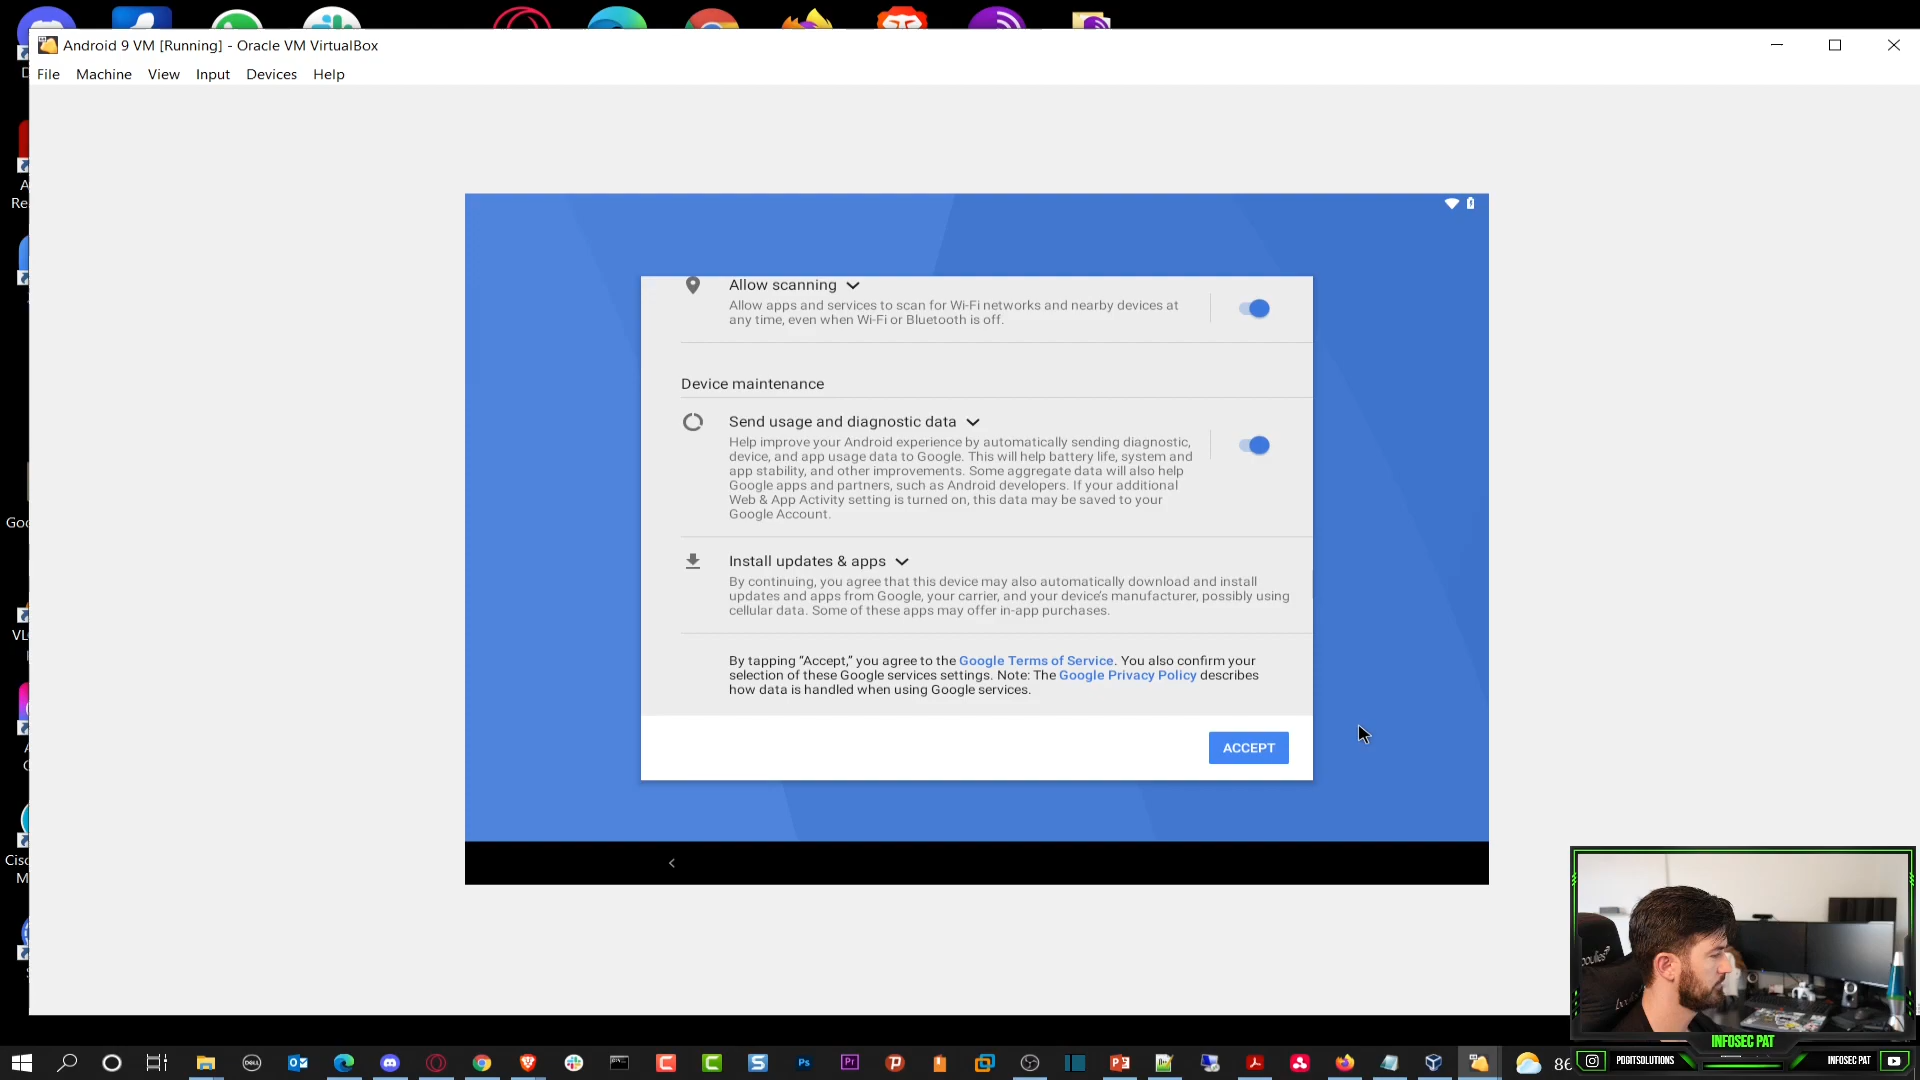 Android 9 VM [Running] - Oracle VM VirtualBox
File Machine View Input Devices Help
Allow scanning
Allow apps and services to scan for Wi-Fi networks and nearby devices at
any time, even when Wi-Fi or Bluetooth is off.
Device maintenance
Send usage and diagnostic data
Help improve your Android experience by automatically sending diagnostic,
device, and app usage data to Google. This will help battery life, system and
app stability, and other improvements. Some aggregate data will also help
Google apps and partners, such as Android developers. If your additional
Web & App Activity setting is turned on, this data may be saved to your
Google Account.
Install updates & apps
By continuing, you agree that this device may also automatically download and install
updates and apps from Google, your carrier, and your device's manufacturer, possibly using
cellular data. Some of these apps may offer in-app purchases.
By tapping “Accept,” you agree to the Google Terms of Service. You also confirm your
selection of these Google services settings. Note: The Google Privacy Policy describes
how data is handled when using Google services.
ACCEPT
Re
Goo
VL
Cisc
M
INFOSEC PAT
DELL
Ps
Pr
86
PODITSOLUTIONS
INFOSEC PAT